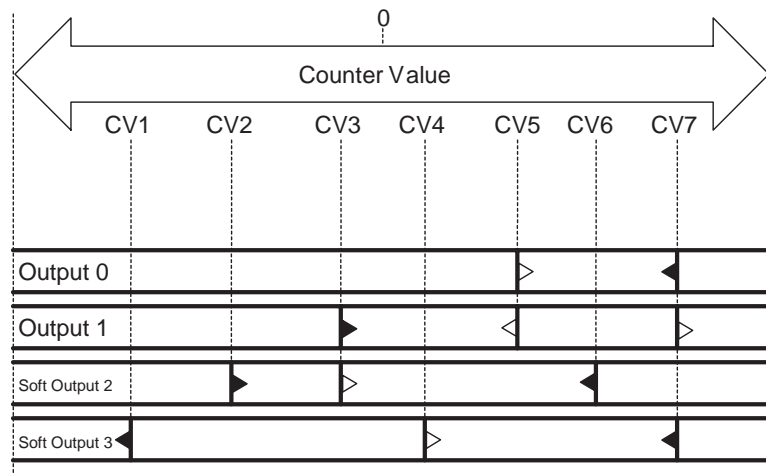 0
Counter Value
CV1 CV2 CV3 CV4 CV5 CV6 CV7
Output 0
Output 1
Soft Output 2
Soft Output 3